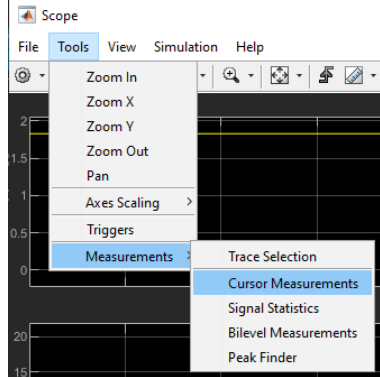 Scope
File Tools View Simulation Help
Zoom In
Zoom X
Zoom Y
Zoom Out
Pan
Axes Scaling
Triggers
Measurements
Trace Selection
Cursor Measurements
Signal Statistics
Bilevel Measurements
Peak Finder
2
1.5
1
0.5
0
20
15